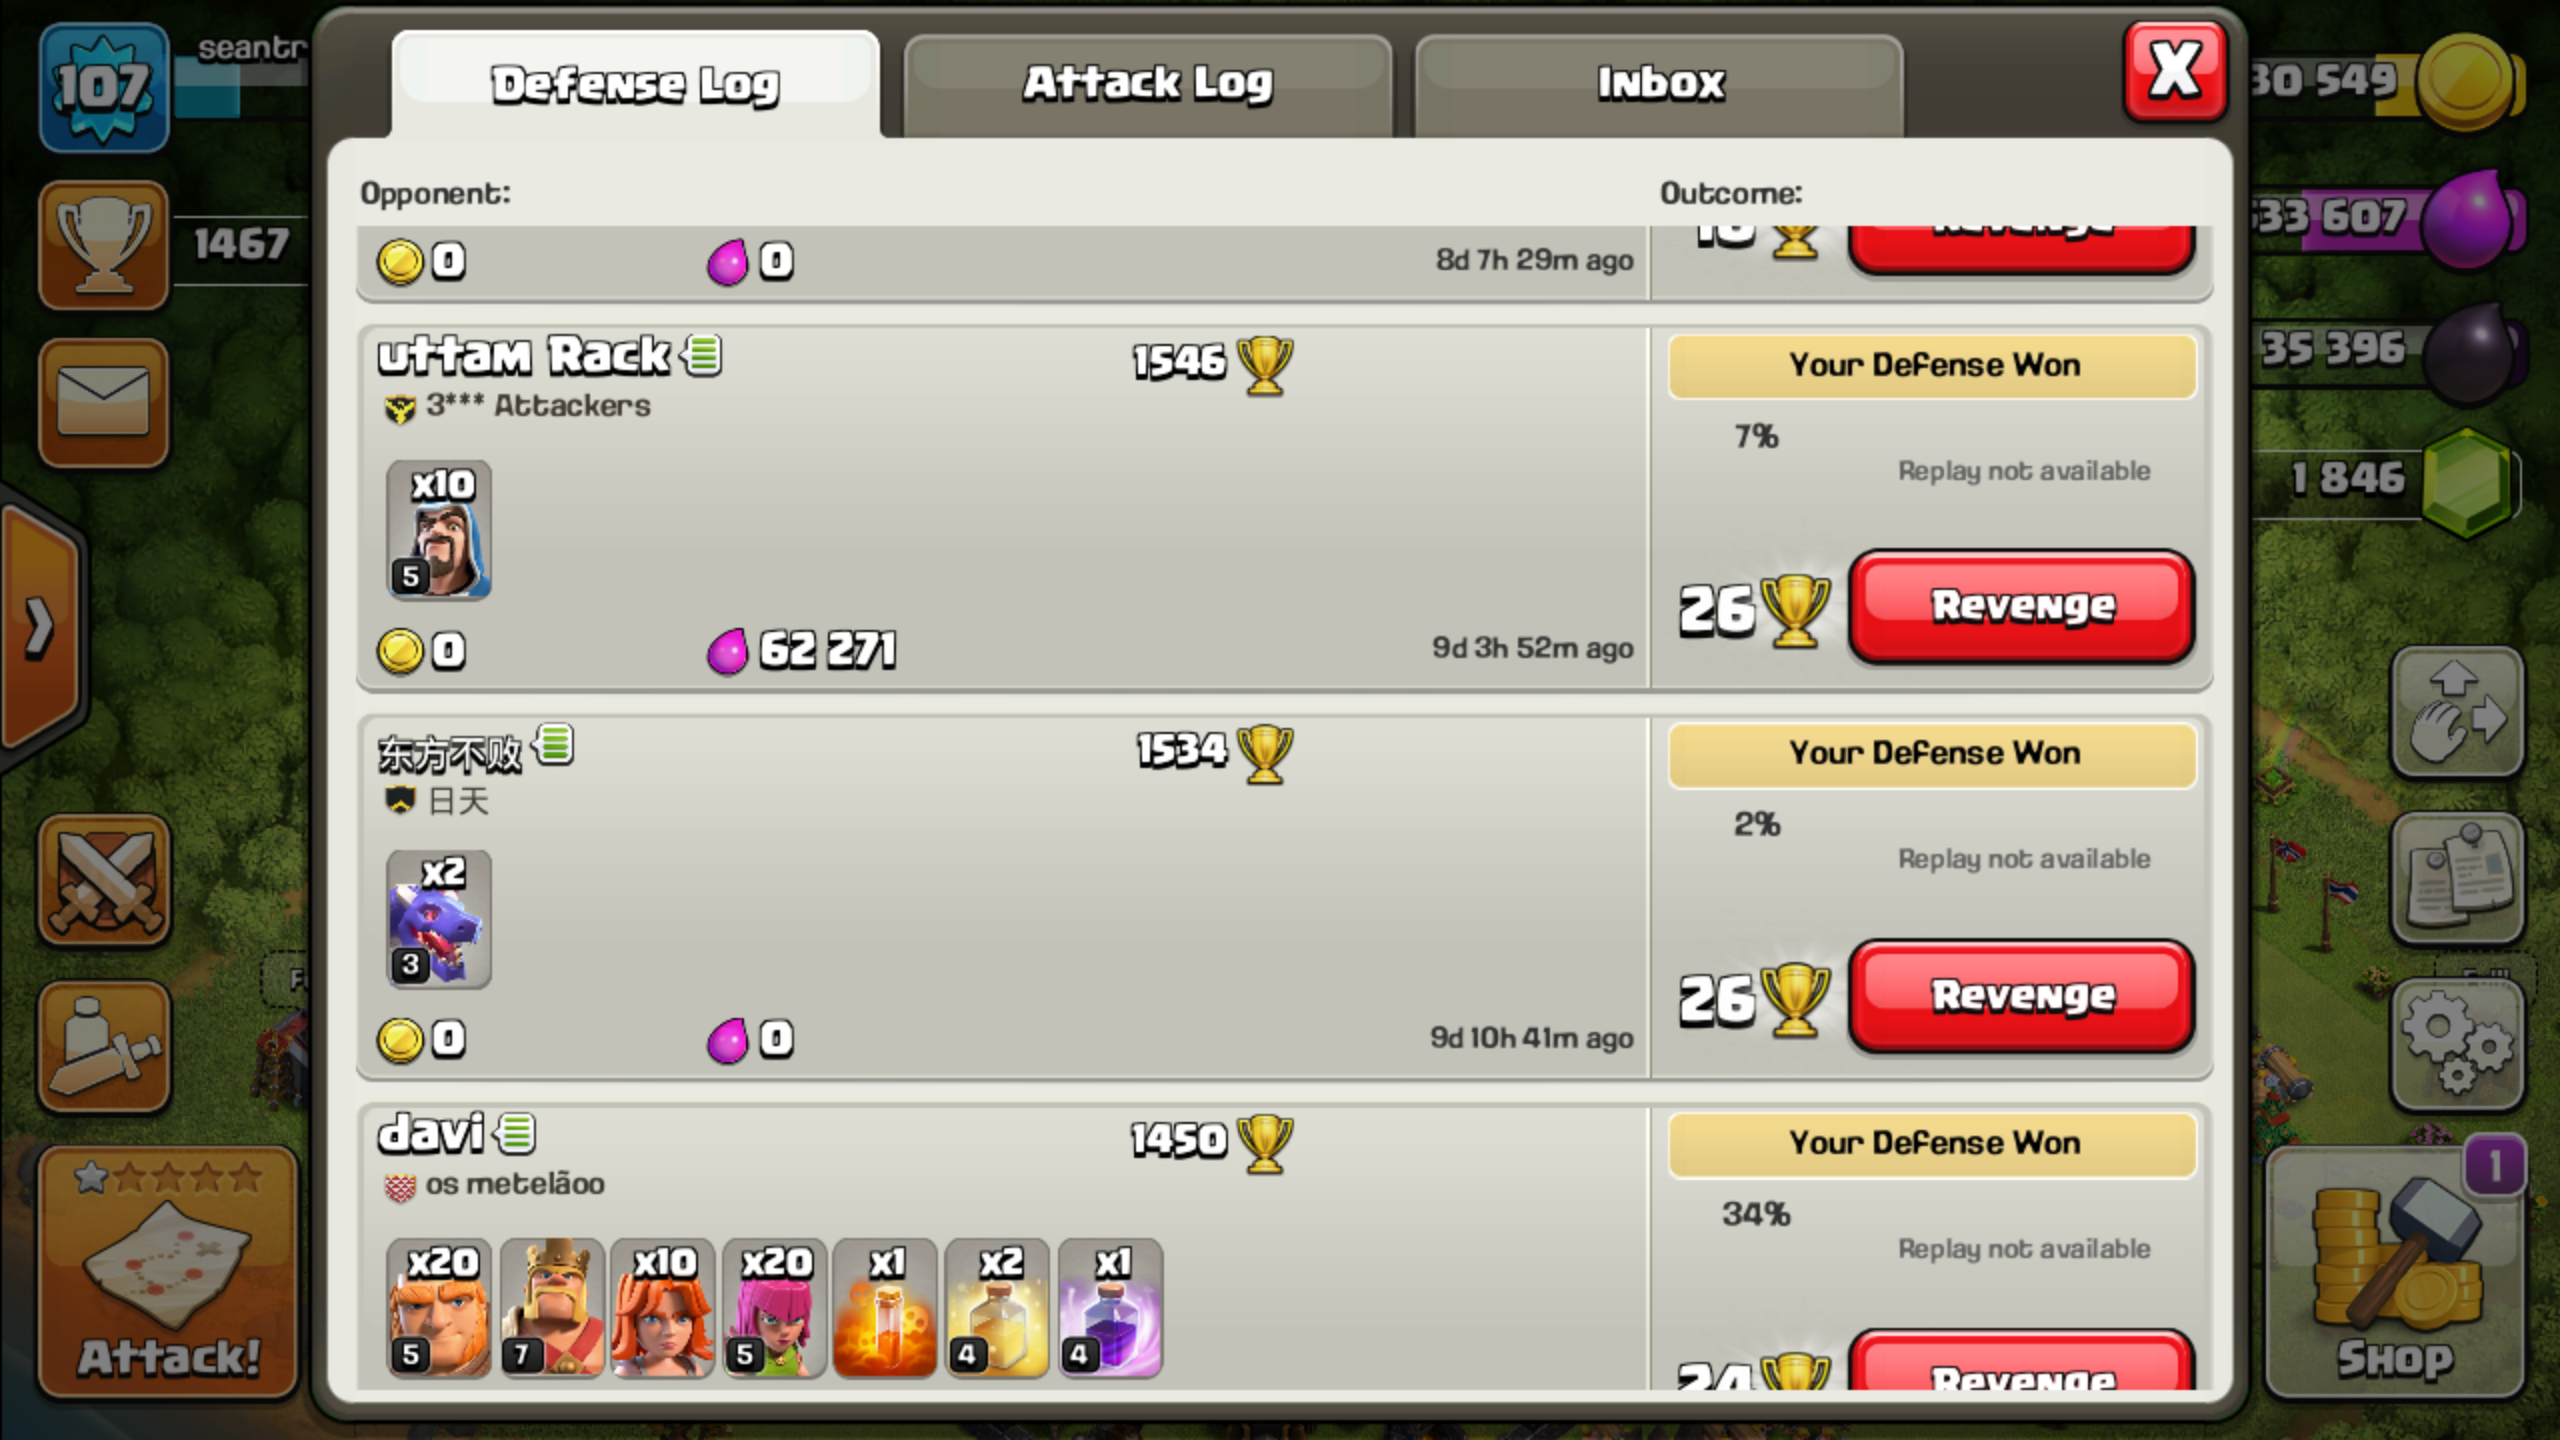 107
seantr
1467
Defense Log
Attack Log
Inbox
X
30 549
33 607
35 396
1 846
Opponent:
Outcome:
0
0
8d 7h 29m ago
Revenge
uttam Rack
1546
3*** Attackers
x10
5
0
62 271
9d 3h 52m ago
Your Defense Won
7%
Replay not available
26
Revenge
东方不败
1534
日天
x2
3
0
0
9d 10h 41m ago
Your Defense Won
2%
Replay not available
26
Revenge
davi
1450
os metelãoo
x20
x10
x20
x1
x2
x1
5
7
5
4
4
Your Defense Won
34%
Replay not available
24
Revenge
Attack!
1
Shop